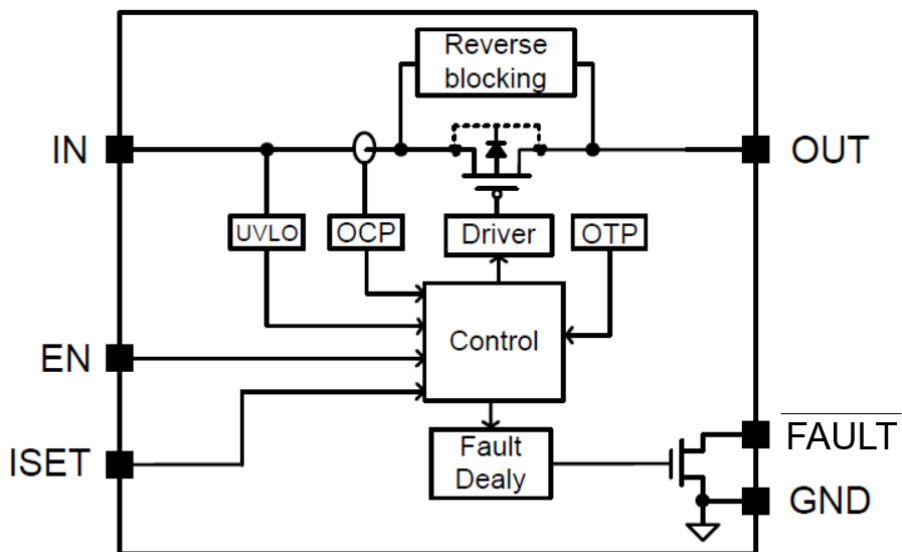 Reverse
blocking
IN
OUT
UVLO
OCP
Driver
OTP
Control
EN
FAULT
ISET
Fault
Dealy
GND